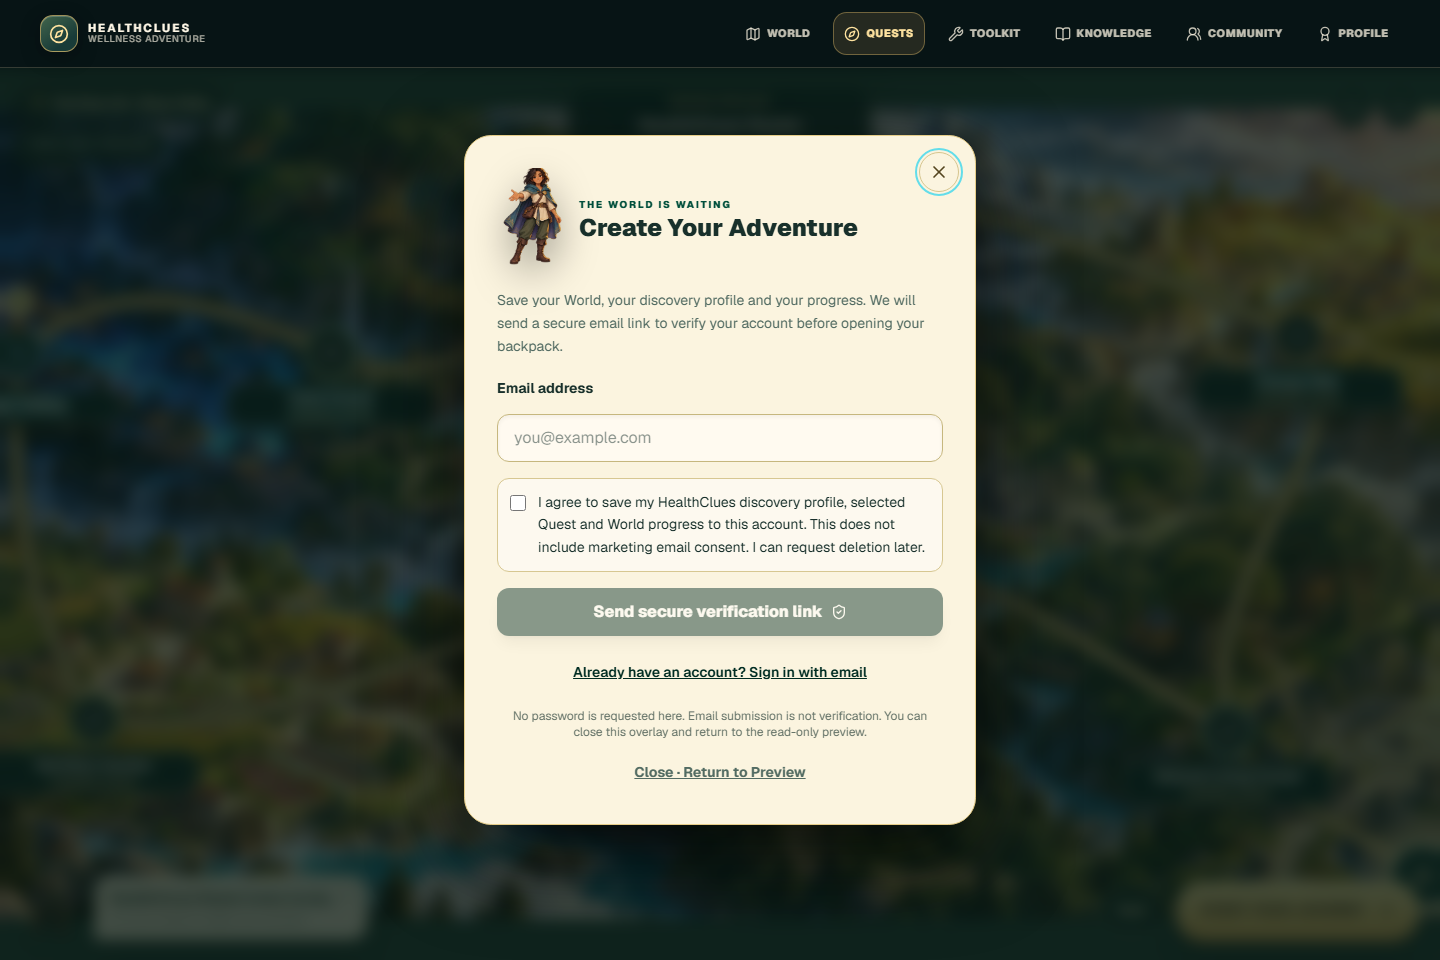 HEALTHCLUES
WELLNESS ADVENTURE
WORLD
QUESTS
TOOLKIT
KNOWLEDGE
COMMUNITY
PROFILE
THE WORLD IS WAITING
Create Your Adventure
Save your World, your discovery profile and your progress. We will
send a secure email link to verify your account before opening your
backpack.
Email address
you@example.com
I agree to save my HealthClues discovery profile, selected
Quest and World progress to this account. This does not
include marketing email consent. I can request deletion later.
Send secure verification link
Already have an account? Sign in with email
No password is requested here. Email submission is not verification. You can
close this overlay and return to the read-only preview.
Close · Return to Preview